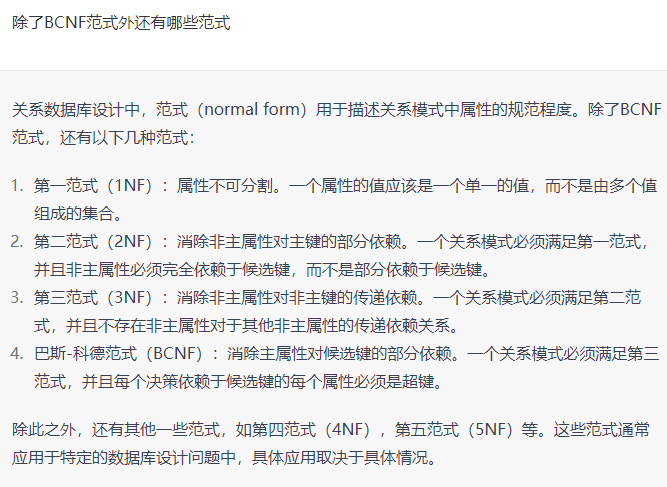 除了BCNF范式外还有哪些范式
关系数据库设计中，范式（normal form）用于描述关系模式中属性的规范程度。除了BCNF
范式，还有以下几种范式：
1. 第一范式（1NF）：属性不可分割。一个属性的值应该是一个单一的值，而不是由多个值
组成的集合。
2. 第二范式（2NF）：消除非主属性对主键的部分依赖。一个关系模式必须满足第一范式，
并且非主属性必须完全依赖于候选键，而不是部分依赖于候选键。
3. 第三范式（3NF）：消除非主属性对非主键的传递依赖。一个关系模式必须满足第二范
式，并且不存在非主属性对于其他非主属性的传递依赖关系。
4. 巴斯-科德范式（BCNF）：消除主属性对候选键的部分依赖。一个关系模式必须满足第三
范式，并且每个决策依赖于候选键的每个属性必须是超键。
除此之外，还有其他一些范式，如第四范式（4NF），第五范式（5NF）等。这些范式通常
应用于特定的数据库设计问题中，具体应用取决于具体情况。